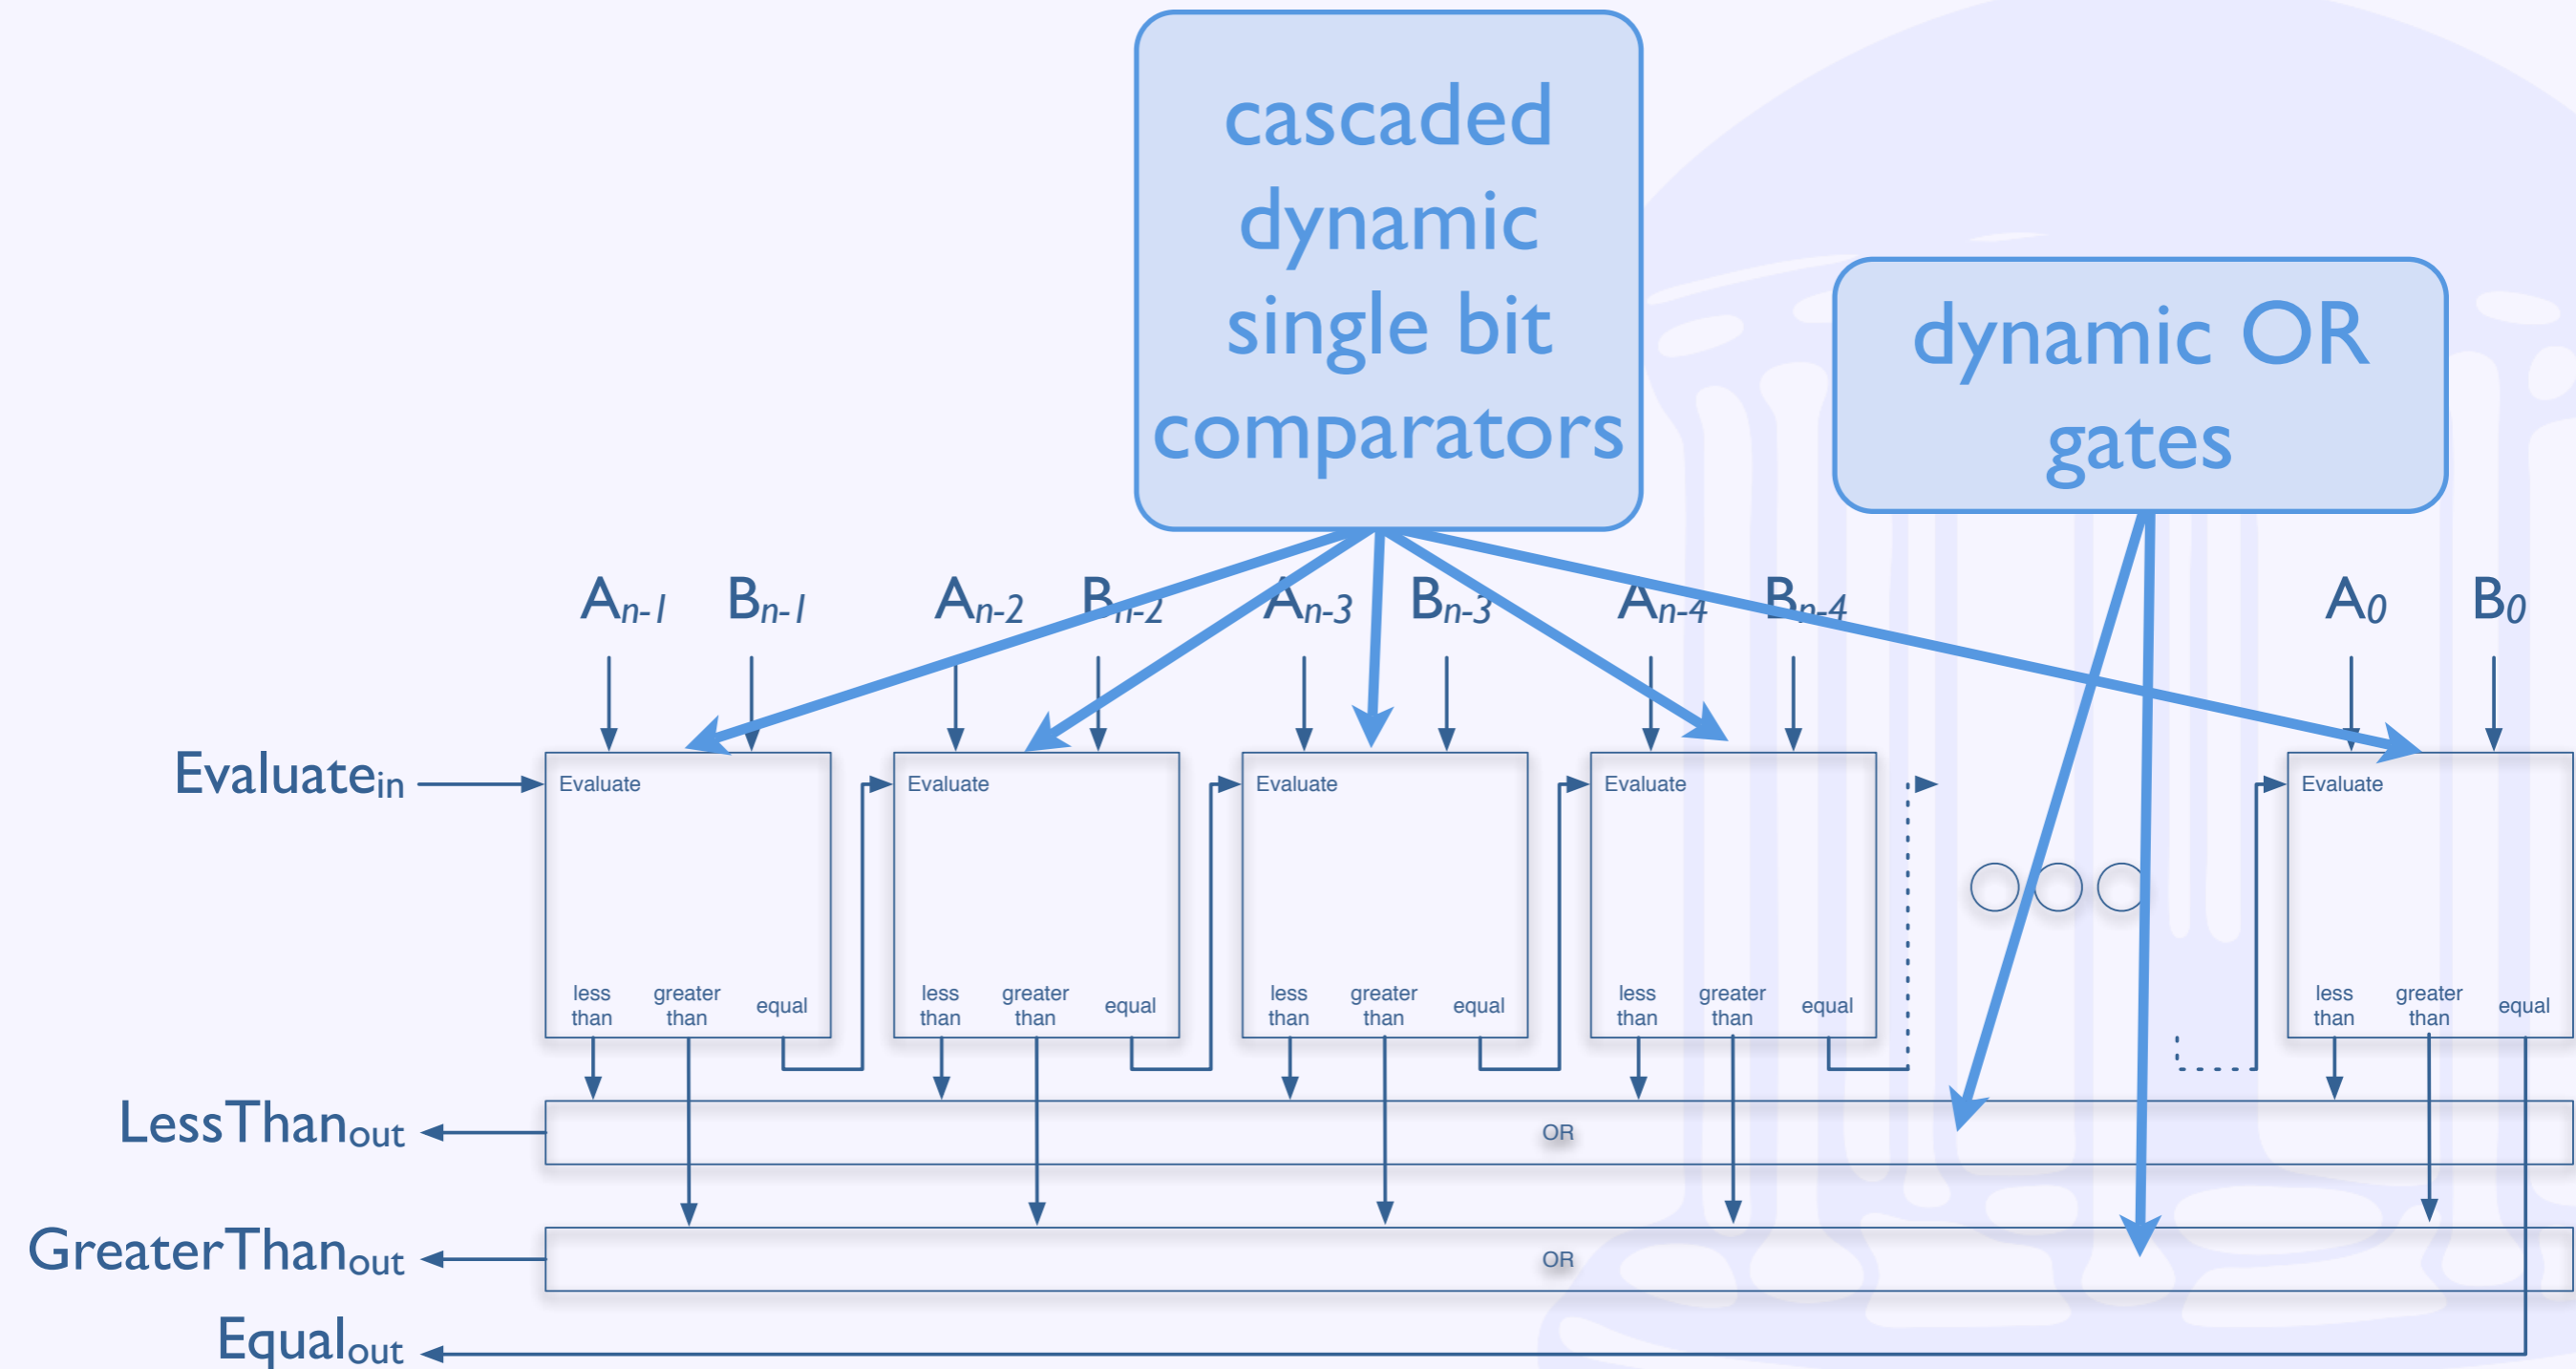 cascaded
dynamic
single bit
comparators
dynamic OR
gates
An-1 Bn-1 An-2 Bn-2 An-3 Bn-3 An-4 Bn-4 A0 B0
Evaluatein Evaluate Evaluate Evaluate Evaluate Evaluate
less greater less greater less greater less greater less greater
than than equal than than equal than than equal than than equal than than equal
LessThanout OR
GreaterThanout OR
Equalout